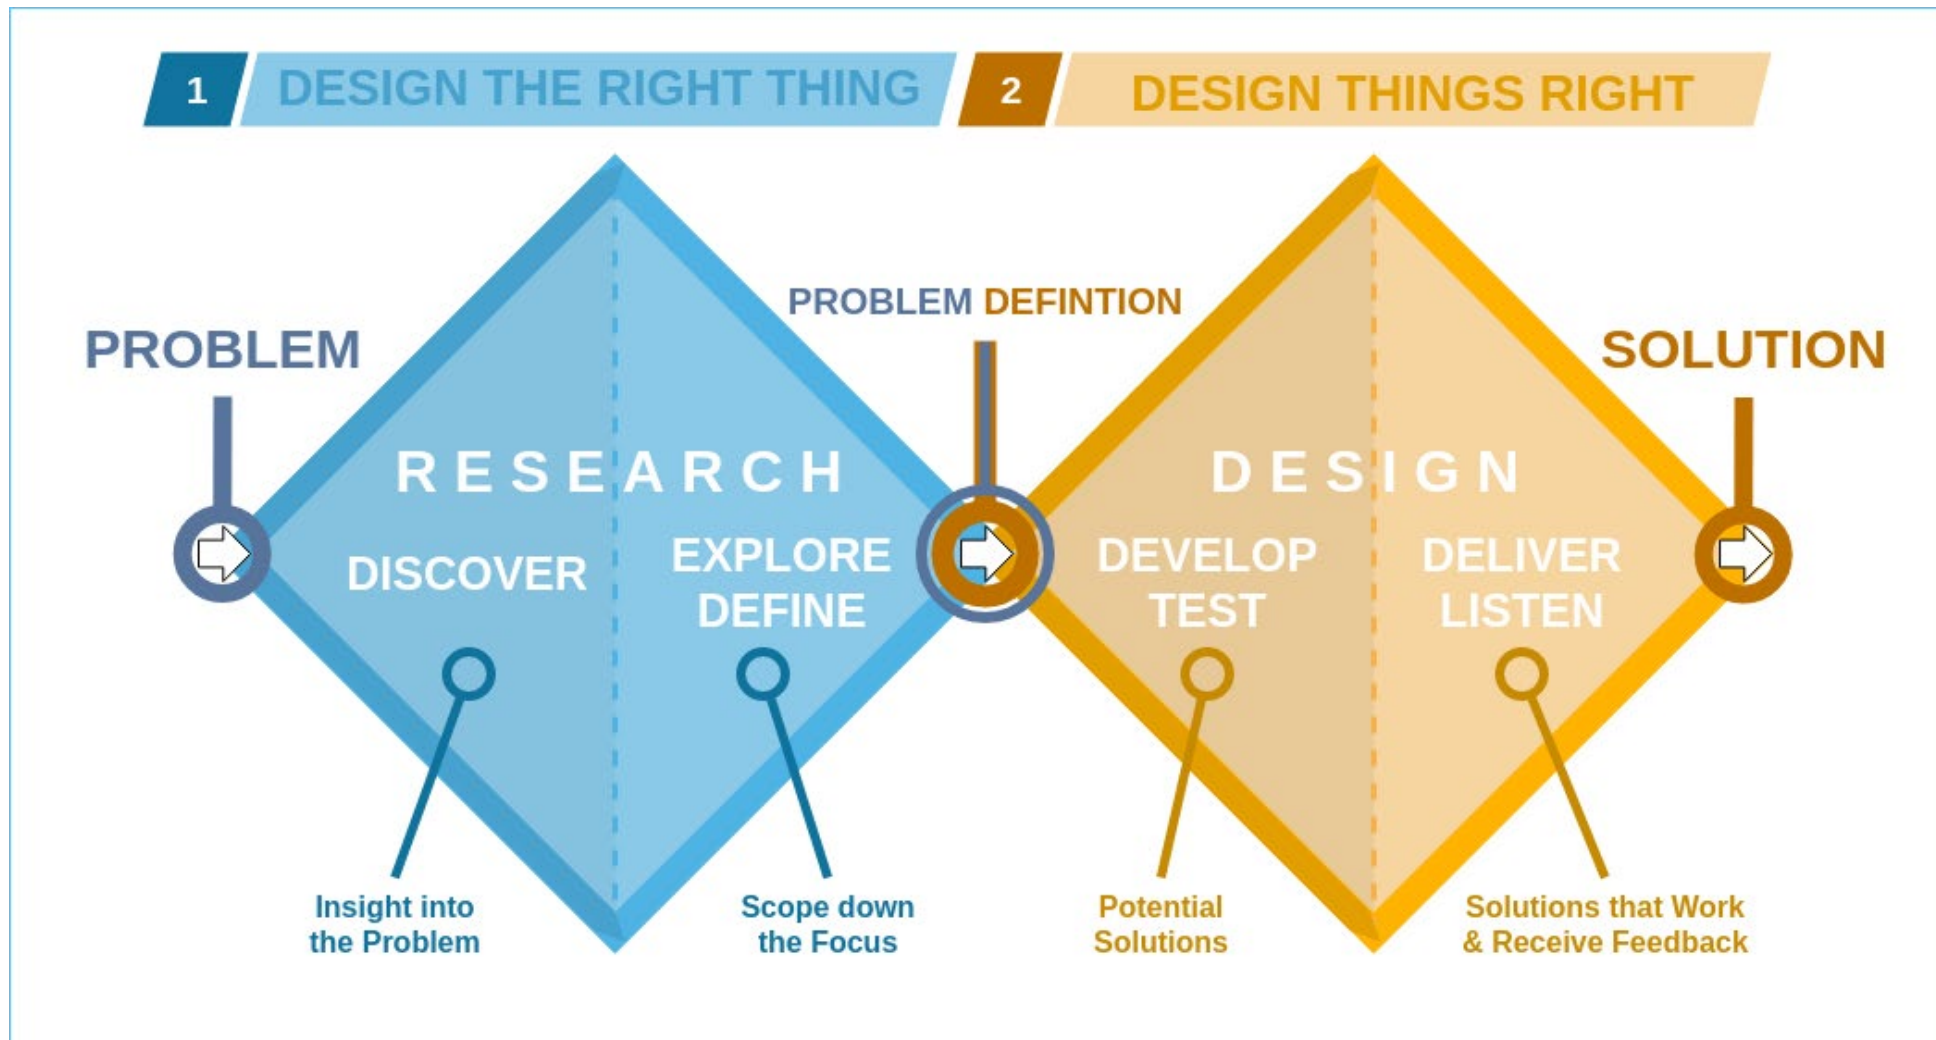 1 DESIGN THE RIGHT THING
2 DESIGN THINGS RIGHT
PROBLEM
PROBLEM DEFINTION
SOLUTION
RESEARCH
DISCOVER
EXPLORE
DEFINE
DESIGN
DEVELOP
TEST
DELIVER
LISTEN
Insight into
the Problem
Scope down
the Focus
Potential
Solutions
Solutions that Work
& Receive Feedback